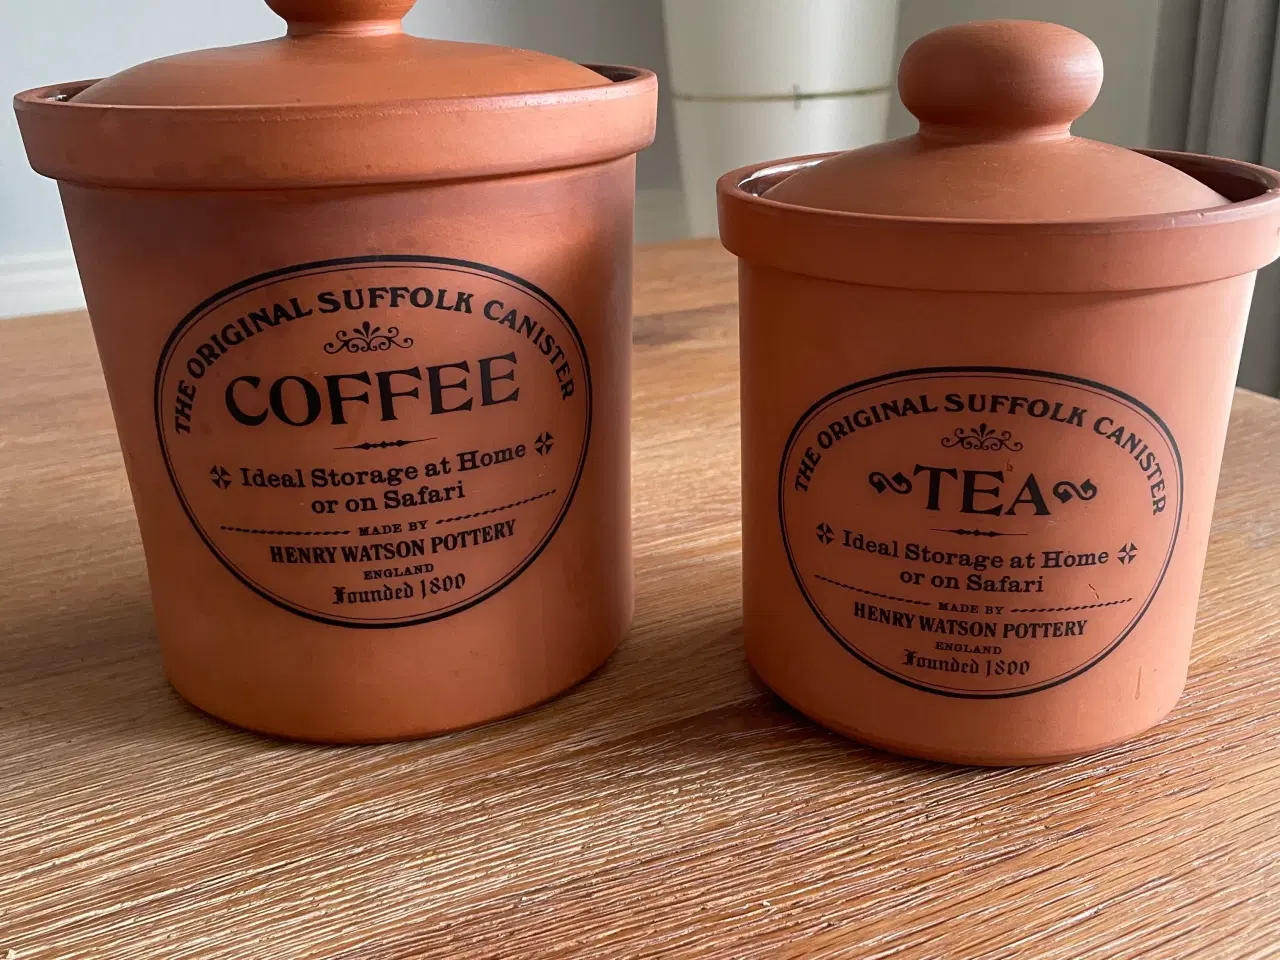 THE ORIGINAL SUFFOLK CANISTER
COFFEE
Ideal Storage at Home
or on Safari
MADE BY
HENRY WATSON POTTERY
ENGLAND
Founded 1800
THE ORIGINAL SUFFOLK CANISTER
TEA
Ideal Storage at Home
or on Safari
MADE BY
HENRY WATSON POTTERY
ENGLAND
Founded 1800